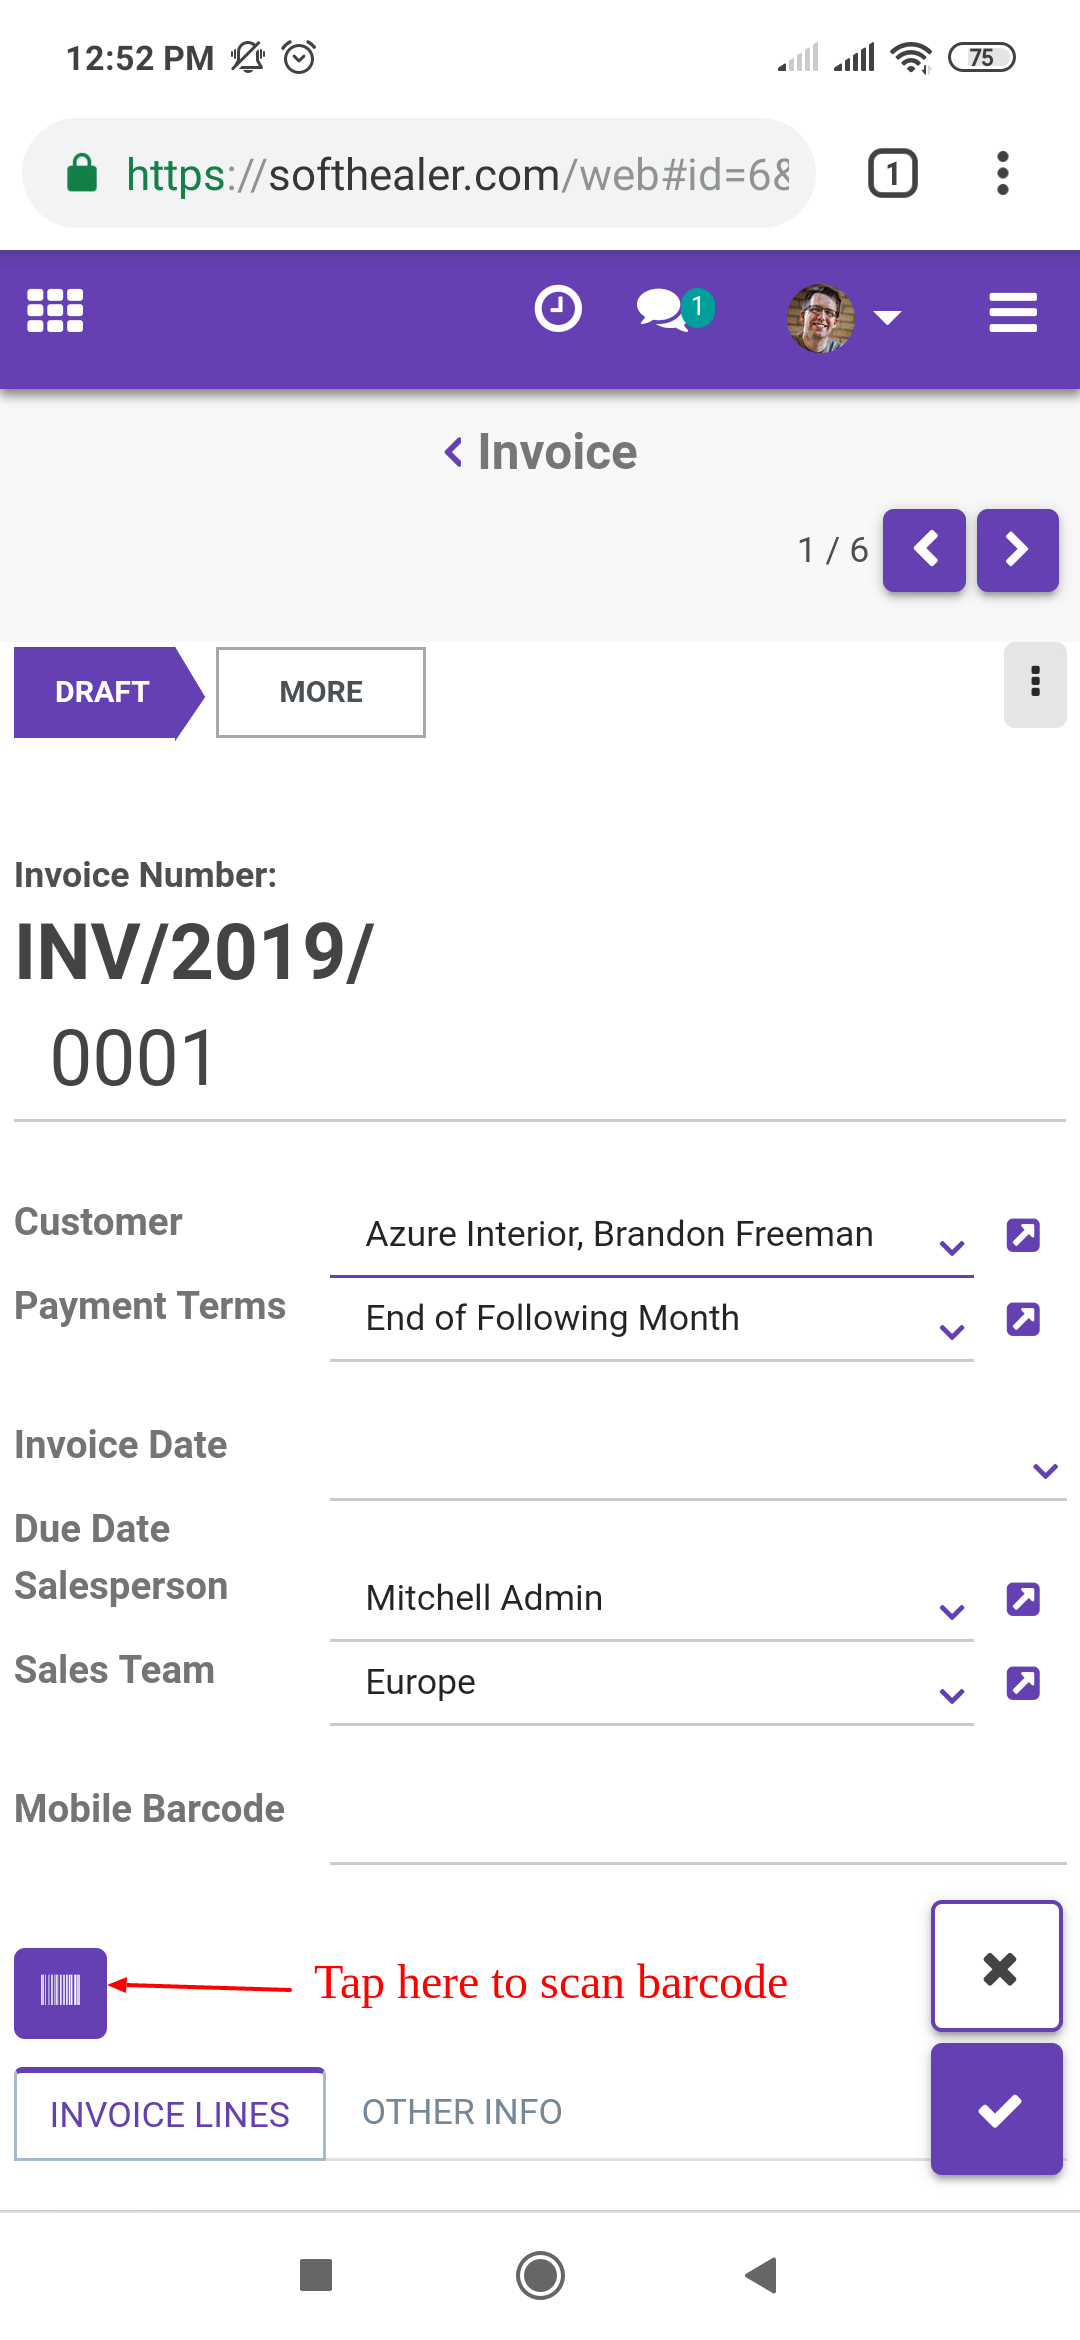 12:52 PM 75
https://softhealer.com/web#id=6&
1
1
Invoice
1 / 6
DRAFT MORE
Invoice Number:
INV/2019/
0001
Customer Azure Interior, Brandon Freeman
Payment Terms End of Following Month
Invoice Date
Due Date
Salesperson Mitchell Admin
Sales Team Europe
Mobile Barcode
Tap here to scan barcode
INVOICE LINES OTHER INFO